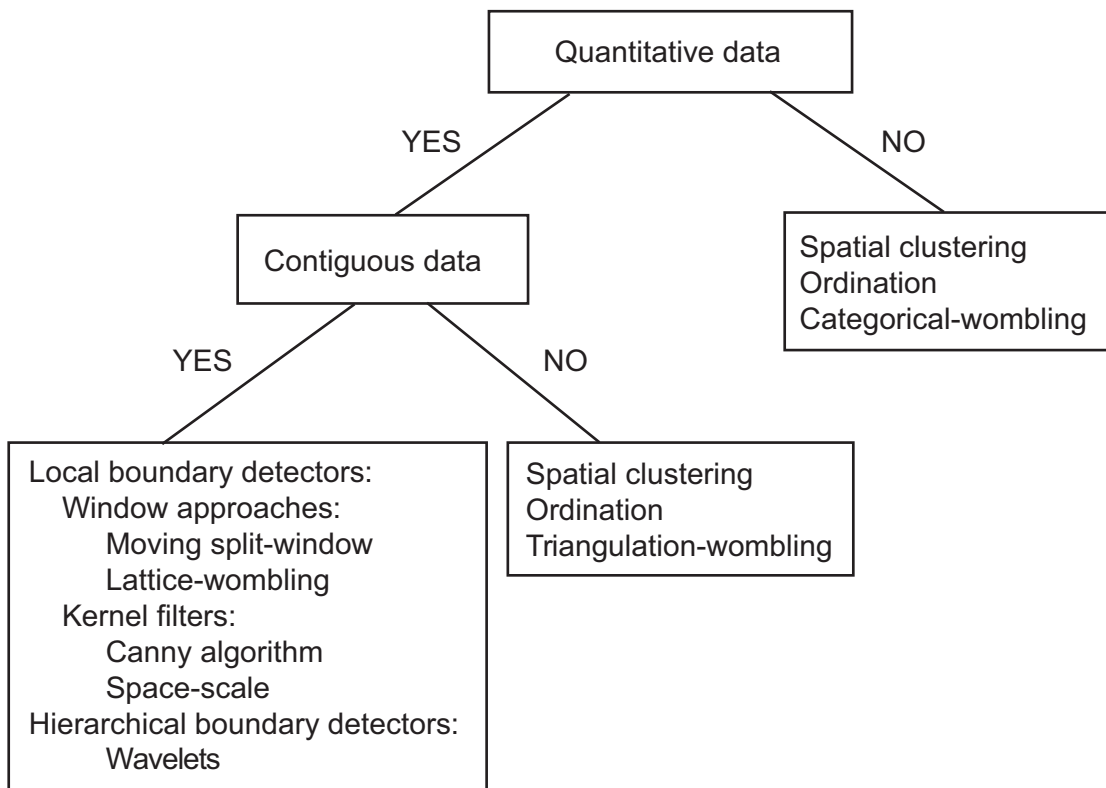 Quantitative data
YES
NO
Contiguous data
Spatial clustering
Ordination
Categorical-wombling
YES
NO
Local boundary detectors:
Window approaches:
Moving split-window
Lattice-wombling
Kernel filters:
Canny algorithm
Space-scale
Hierarchical boundary detectors:
Wavelets
Spatial clustering
Ordination
Triangulation-wombling